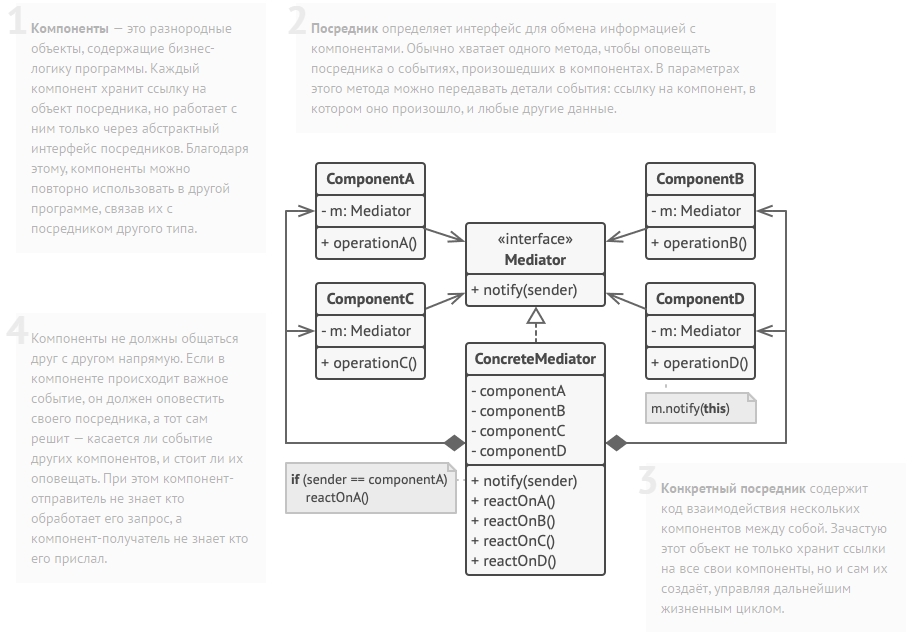 1
Компоненты — это разнородные
объекты, содержащие бизнес-
логику программы. Каждый
компонент хранит ссылку на
объект посредника, но работает с
ним только через абстрактный
интерфейс посредников. Благодаря
этому, компоненты можно
повторно использовать в другой
программе, связав их с
посредником другого типа.
2
Посредник определяет интерфейс для обмена информацией с
компонентами. Обычно хватает одного метода, чтобы оповещать
посредника о событиях, произошедших в компонентах. В параметрах
этого метода можно передавать детали события: ссылку на компонент, в
котором оно произошло, и любые другие данные.
ComponentA
- m: Mediator
+ operationA()
ComponentB
- m: Mediator
+ operationB()
«interface»
Mediator
+ notify(sender)
ComponentC
- m: Mediator
+ operationC()
ComponentD
- m: Mediator
+ operationD()
m.notify(this)
ConcreteMediator
- componentA
- componentB
- componentC
- componentD
+ notify(sender)
+ reactOnA()
+ reactOnB()
+ reactOnC()
+ reactOnD()
if (sender == componentA)
reactOnA()
4
Компоненты не должны общаться
друг с другом напрямую. Если в
компоненте происходит важное
событие, он должен оповестить
своего посредника, а тот сам
решит — касается ли событие
других компонентов, и стоит ли их
оповещать. При этом компонент-
отправитель не знает кто
обработает его запрос, а
компонент-получатель не знает кто
его прислал.
3
Конкретный посредник содержит
код взаимодействия нескольких
компонентов между собой. Зачастую
этот объект не только хранит ссылки
на все свои компоненты, но и сам их
создаёт, управляя дальнейшим
жизненным циклом.